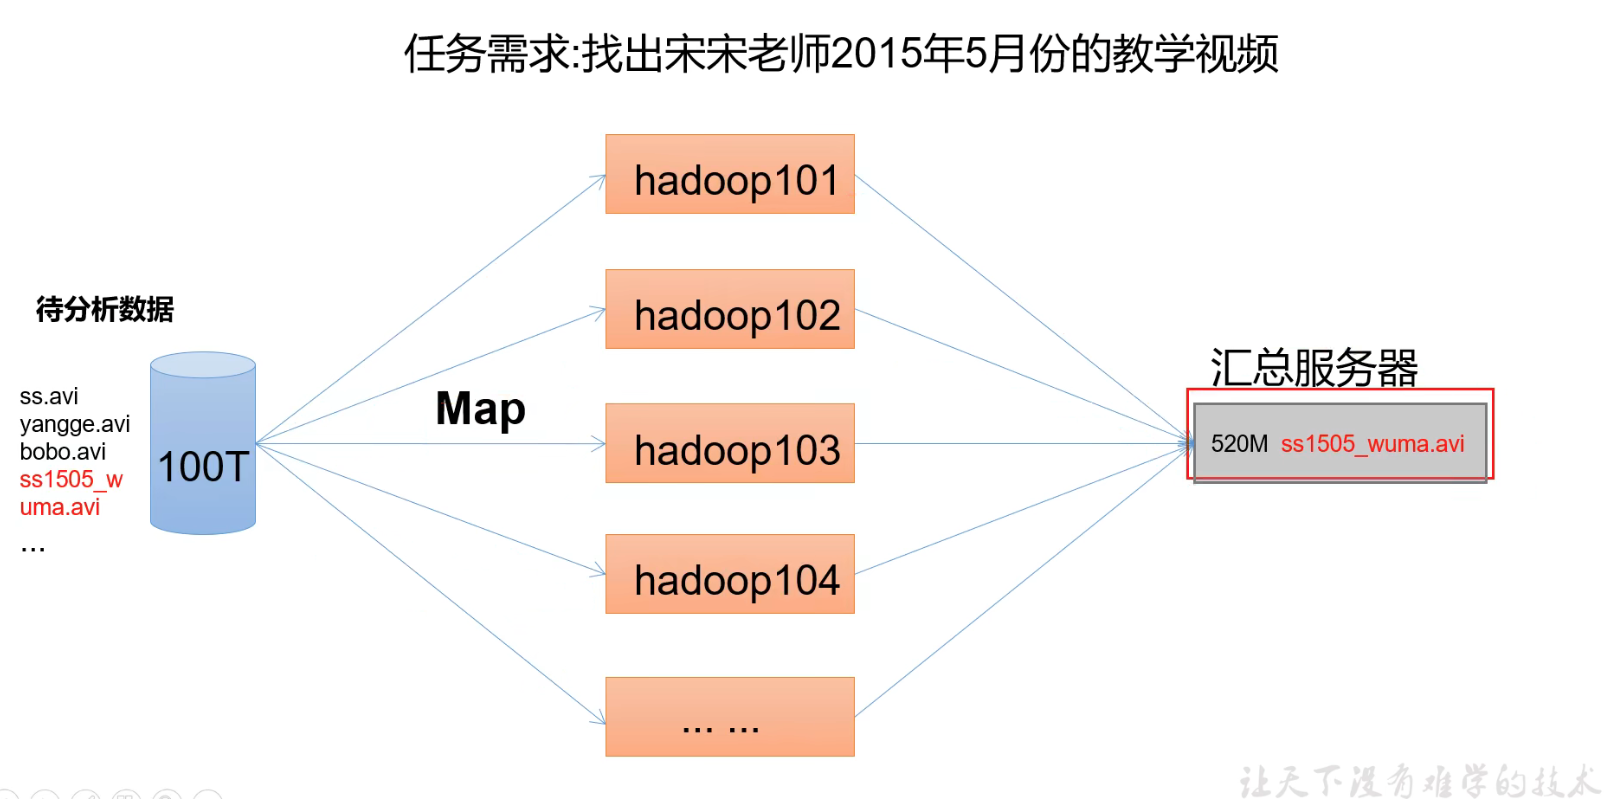 任务需求:找出宋宋老师2015年5月份的教学视频
hadoop101
hadoop102
待分析数据
汇总服务器
ss.avi
yangge.avi
bobo.avi
ss1505_w
uma.avi
...
100T
Map
hadoop103
520M ss1505_wuma.avi
hadoop104
... ...
让天下没有难学的技术